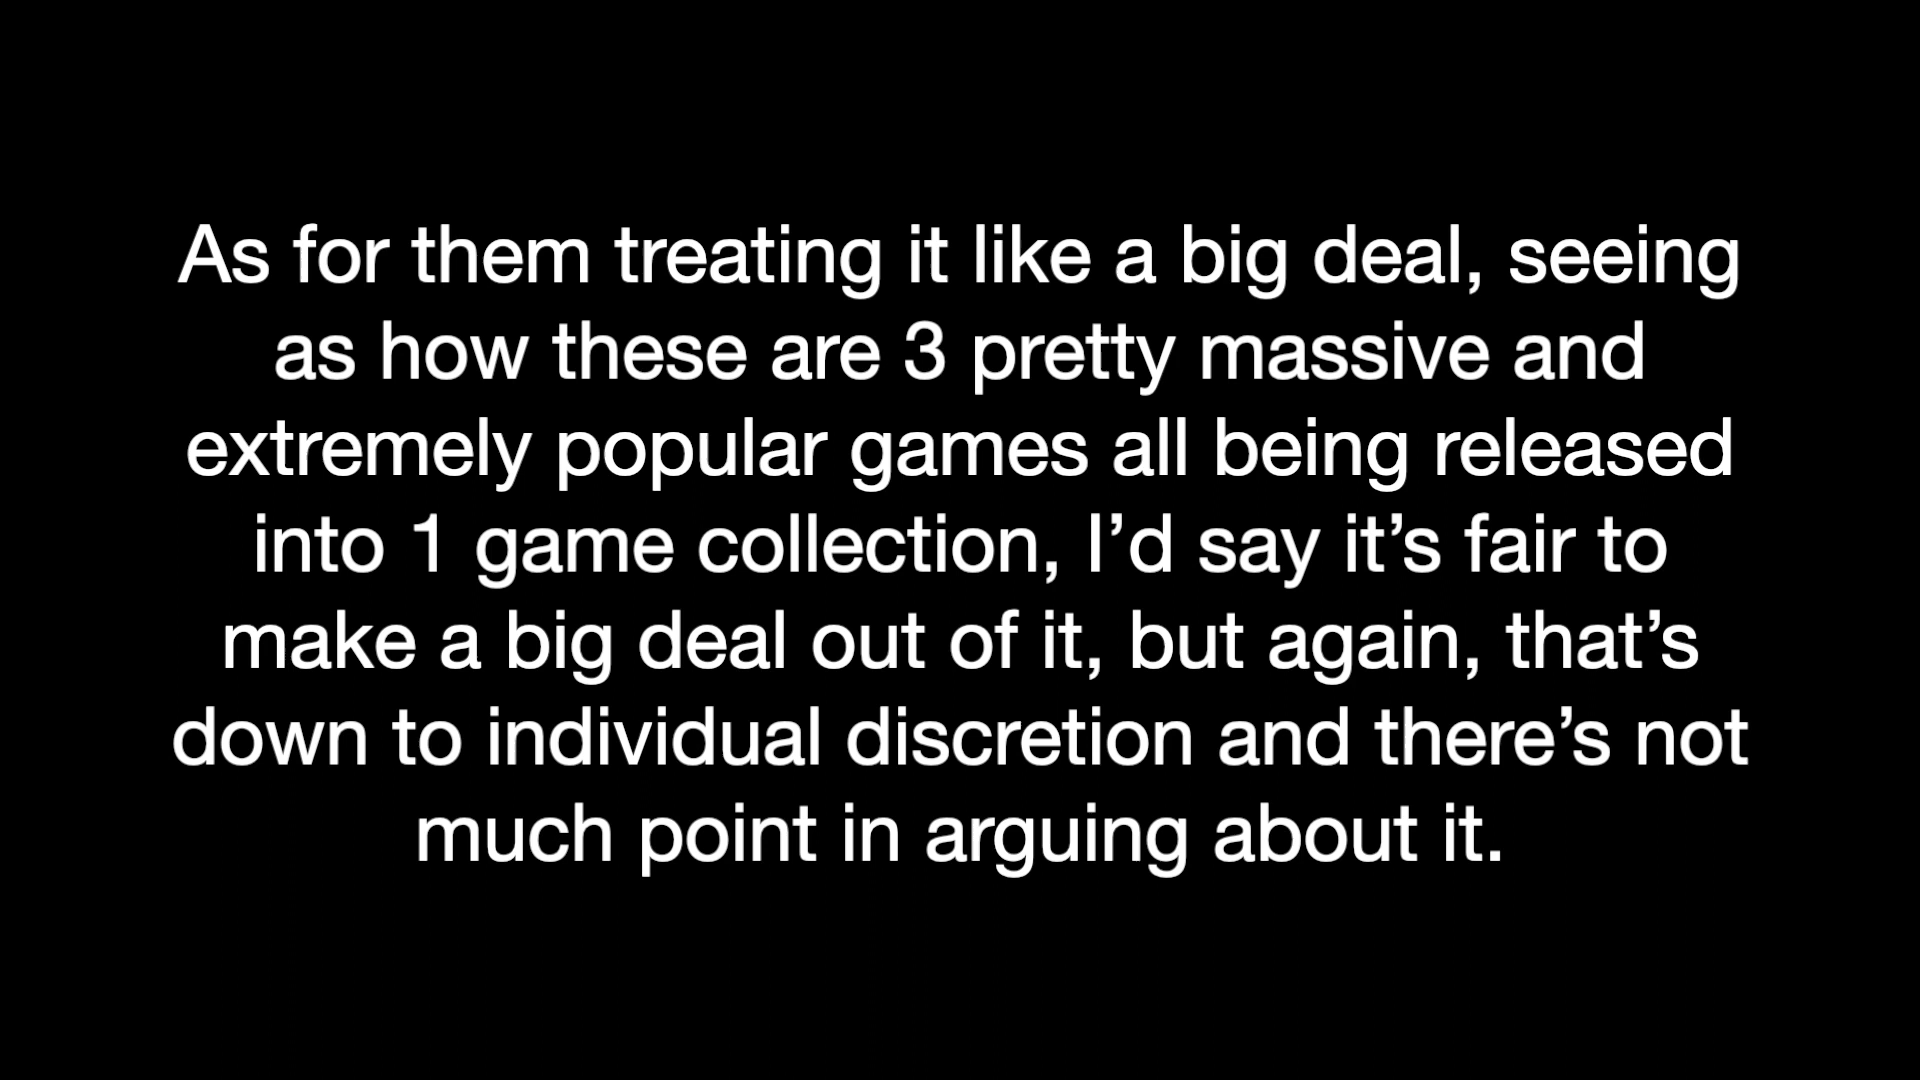 As for them treating it like a big deal, seeing
as how these are 3 pretty massive and
extremely popular games all being released
into 1 game collection, I’d say it’s fair to
make a big deal out of it, but again, that’s
down to individual discretion and there’s not
much point in arguing about it.